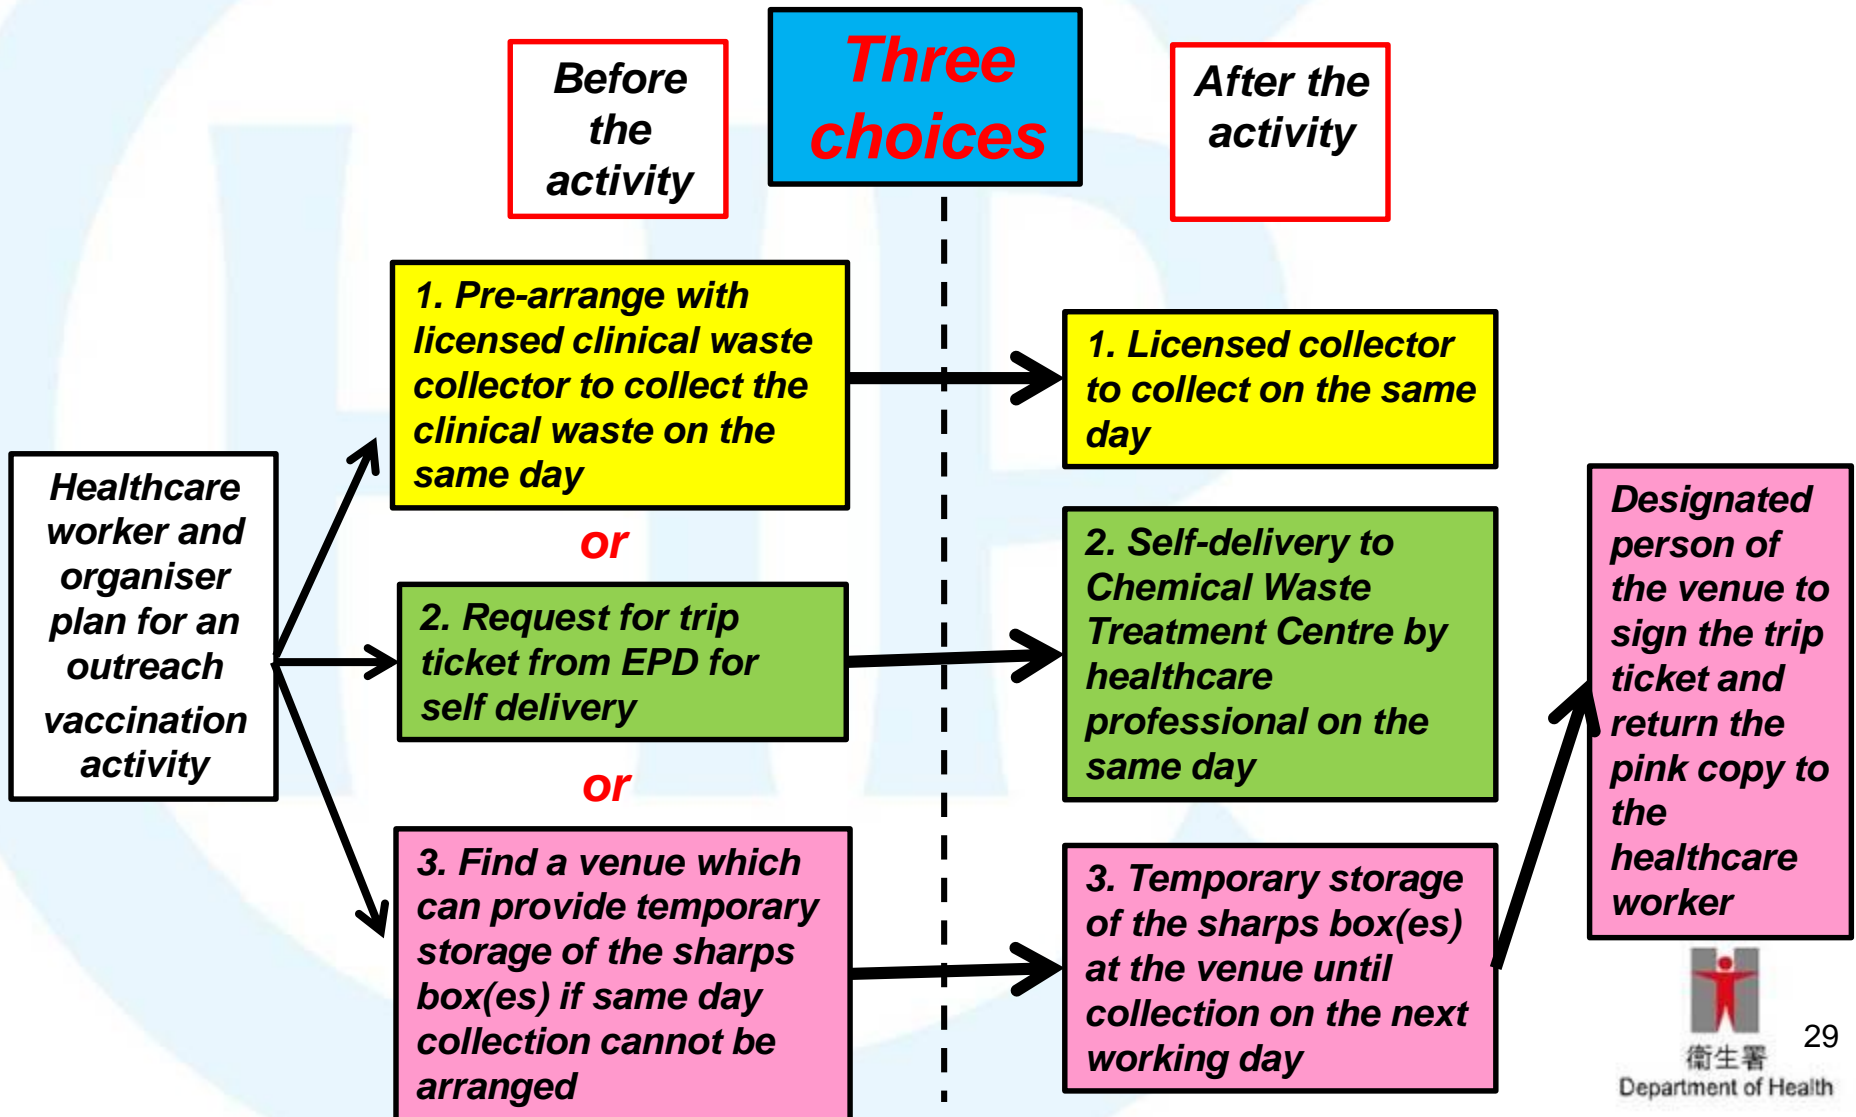 Before
the
activity
Three
choices
After the
activity
Healthcare
worker and
organiser
plan for an
outreach
vaccination
activity
1. Pre-arrange with
licensed clinical waste
collector to collect the
clinical waste on the
same day
or
2. Request for trip
ticket from EPD for
self delivery
or
3. Find a venue which
can provide temporary
storage of the sharps
box(es) if same day
collection cannot be
arranged
1. Licensed collector
to collect on the same
day
2. Self-delivery to
Chemical Waste
Treatment Centre by
healthcare
professional on the
same day
3. Temporary storage
of the sharps box(es)
at the venue until
collection on the next
working day
Designated
person of
the venue to
sign the trip
ticket and
return the
pink copy to
the
healthcare
worker
衞生署
Department of Health
29